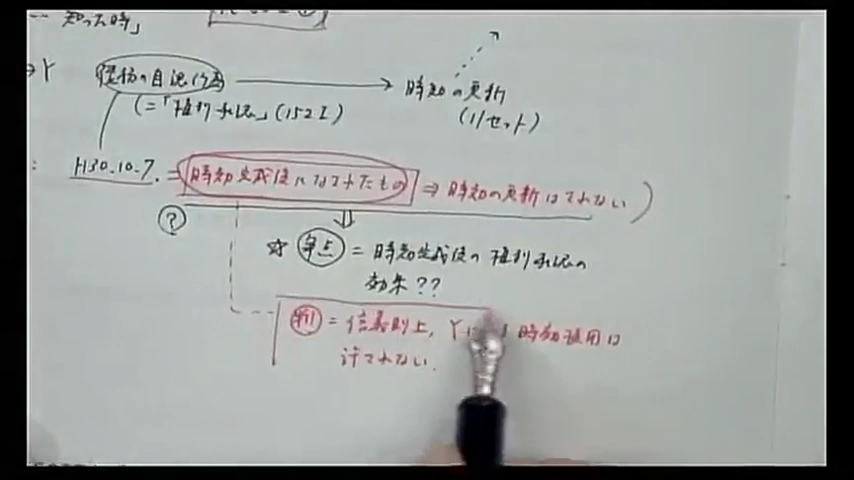 知った時」
⇒Y 債務の自認行為 → 時効の更新
(=「権利承認」(152Ⅰ) (リセット)
: H30.10.7. = 時効完成後になされたもの ⇒ 時効の更新はされない)
?
☆ 争点 = 時効完成後の権利承認の
効果??
判 = 信義則上, Y 時効援用は
許されない.